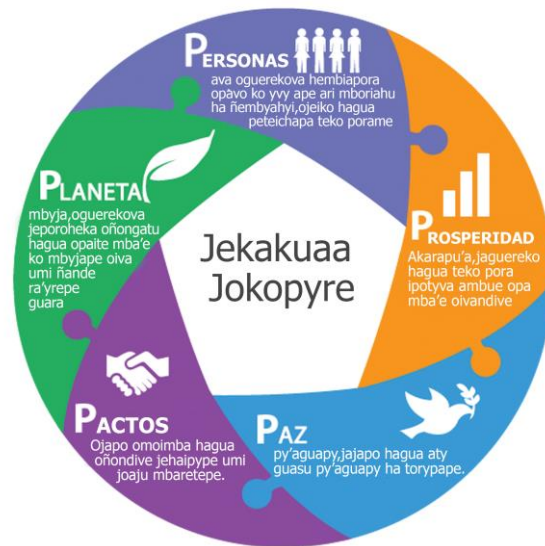 PERSONAS
ava oguerekova hembiapora
opàvo ko yvy ape ari mboriahu
ha ñembyahyi,ojeiko hagua
peteichapa teko porame
PLANETA
mbyja,oguerekova
jeporoheka oñongatu
hagua opaite mba'e
ko mbyjape oiva
umi ñande
ra'yrepe
guara
Jekakuaa
Jokopyre
PROSPERIDAD
Akarapu'a,jaguereko
hagua teko pora
ipotyva ambue opa
mba'e oivandive
PACTOS
Ojapo omoimba hagua
oñondive jehaipype umi
joaju mbaretepe.
PAZ
py'aguapy,jajapo hagua aty
guasu py'aguapy ha torypape.